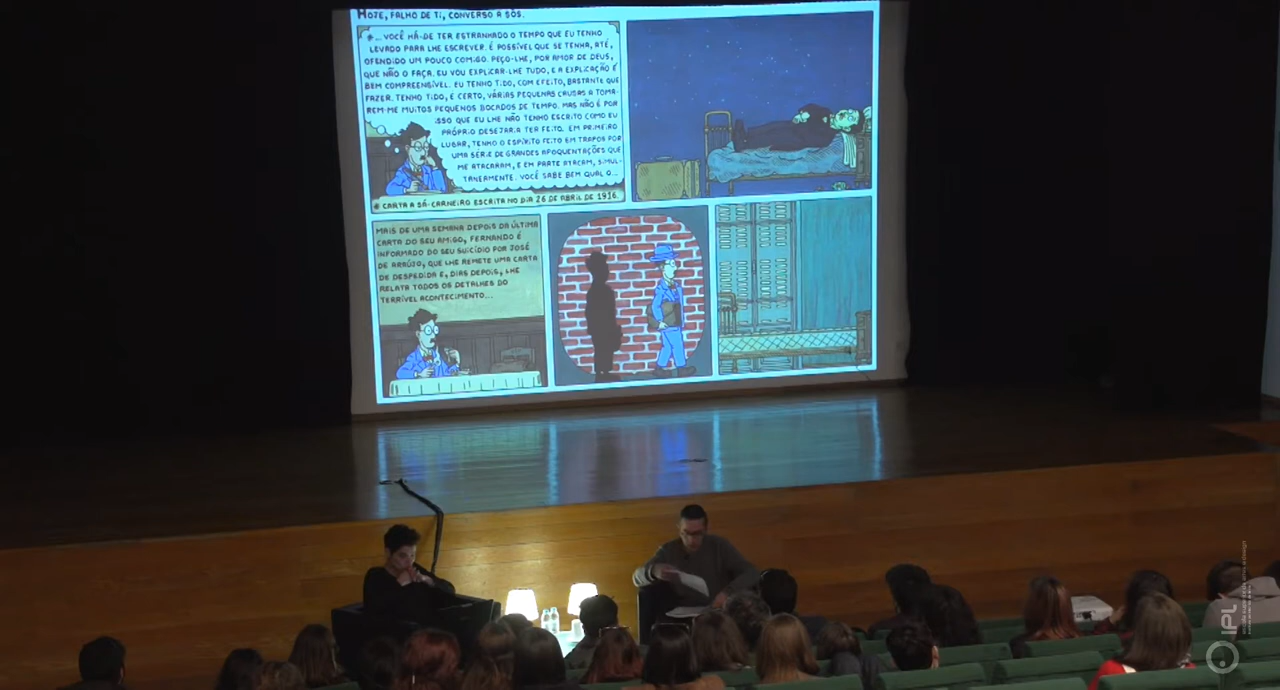 HOJE, FALHO DE TI, CONVERSO A SÓS.
«... VOCÊ HÁ-DE TER ESTRANHADO O TEMPO QUE EU TENHO
LEVADO PARA LHE ESCREVER. É POSSÍVEL QUE SE TENHA, ATÉ,
OFENDIDO UM POUCO COMIGO. PEÇO-LHE, POR AMOR DE DEUS,
QUE NÃO O FAÇA. EU VOU EXPLICAR-LHE TUDO, E A EXPLICAÇÃO É
BEM COMPREENSÍVEL. EU TENHO TIDO, COM EFEITO, BASTANTE QUE
FAZER. TENHO TIDO, É CERTO, VÁRIAS PEQUENAS CAUSAS A TOMA-
REM-ME MUITOS PEQUENOS BOCADOS DE TEMPO. MAS NÃO É POR
ISSO QUE EU LHE NÃO TENHO ESCRITO COMO EU
PRÓPRIO DESEJARIA TER FEITO. EM PRIMEIRO
LUGAR, TENHO O ESPÍRITO FEITO EM TRAPOS POR
UMA SÉRIE DE GRANDES APOQUENTAÇÕES QUE
ME ATACARAM, E EM PARTE ATACAM, SIMUL-
TANEAMENTE. VOCÊ SABE BEM QUAL O...
CARTA A SÁ-CARNEIRO ESCRITA NO DIA 26 DE ABRIL DE 1916.
MAIS DE UMA SEMANA DEPOIS DA ÚLTIMA
CARTA DO SEU AMIGO, FERNANDO É
INFORMADO DO SEU SUICÍDIO POR JOSÉ
DE ARAÚJO, QUE LHE REMETE UMA CARTA
DE DESPEDIDA E, DIAS DEPOIS, LHE
RELATA TODOS OS DETALHES DO
TERRÍVEL ACONTECIMENTO...
IPL